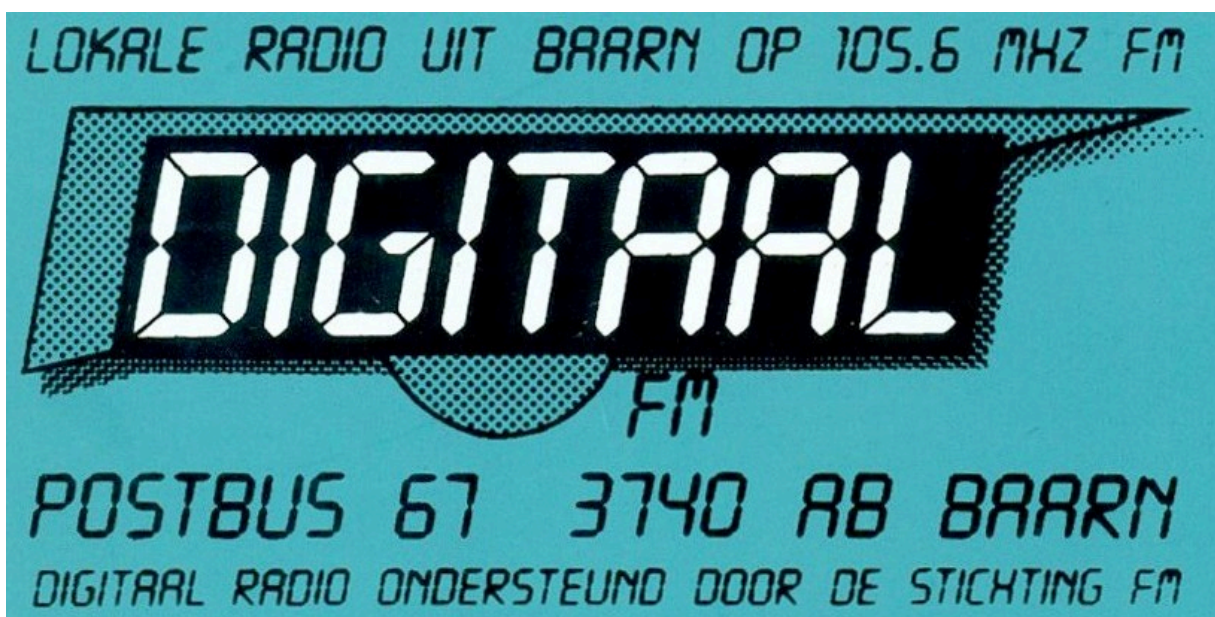 LOKALE RADIO UIT BAARN OP 105.6 MHZ FM
DIGITAAL
FM
POSTBUS 67 3740 AB BAARN
DIGITAAL RADIO ONDERSTEUND DOOR DE STICHTING FM